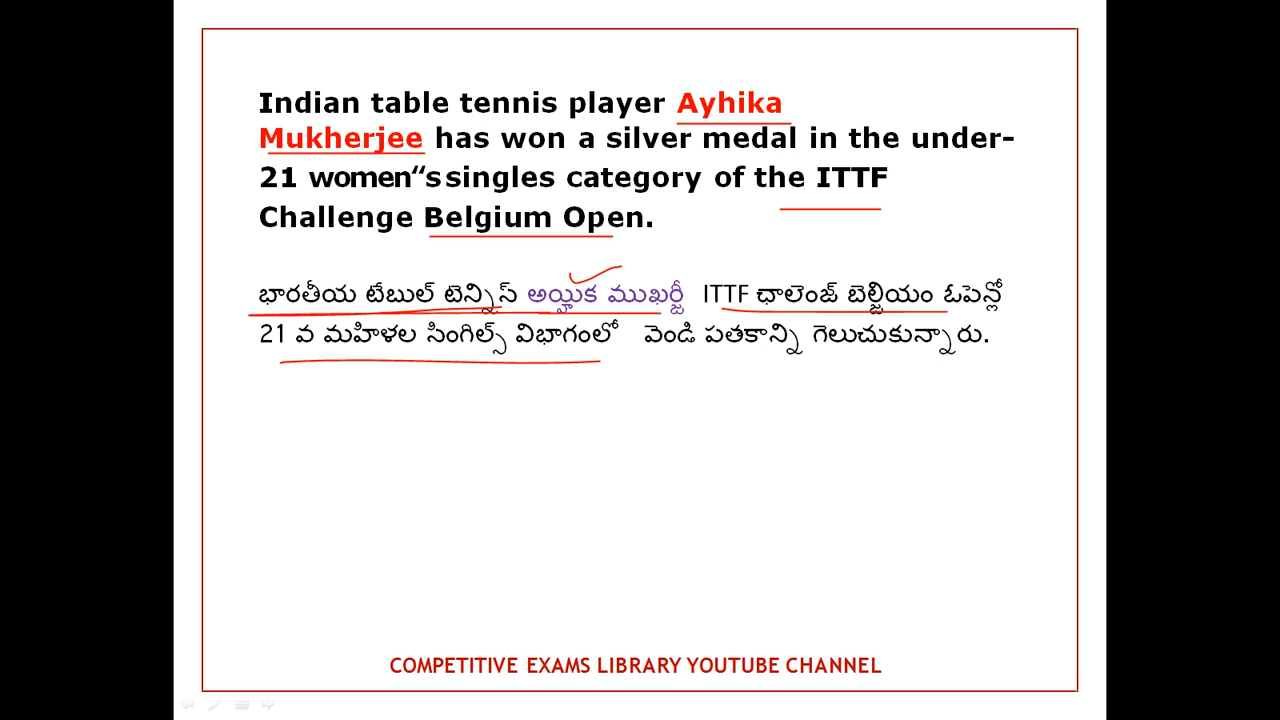 Indian table tennis player Ayhika
Mukherjee has won a silver medal in the under-
21 women“s singles category of the ITTF
Challenge Belgium Open.
భారతీయ టేబుల్ టెన్నిస్ అయ్హిక ముఖర్జీ ITTF ఛాలెంజ్ బెల్జియం ఓపెన్లో
21 వ మహిళల సింగిల్స్ విభాగంలో వెండి పతకాన్ని గెలుచుకున్నారు.
COMPETITIVE EXAMS LIBRARY YOUTUBE CHANNEL